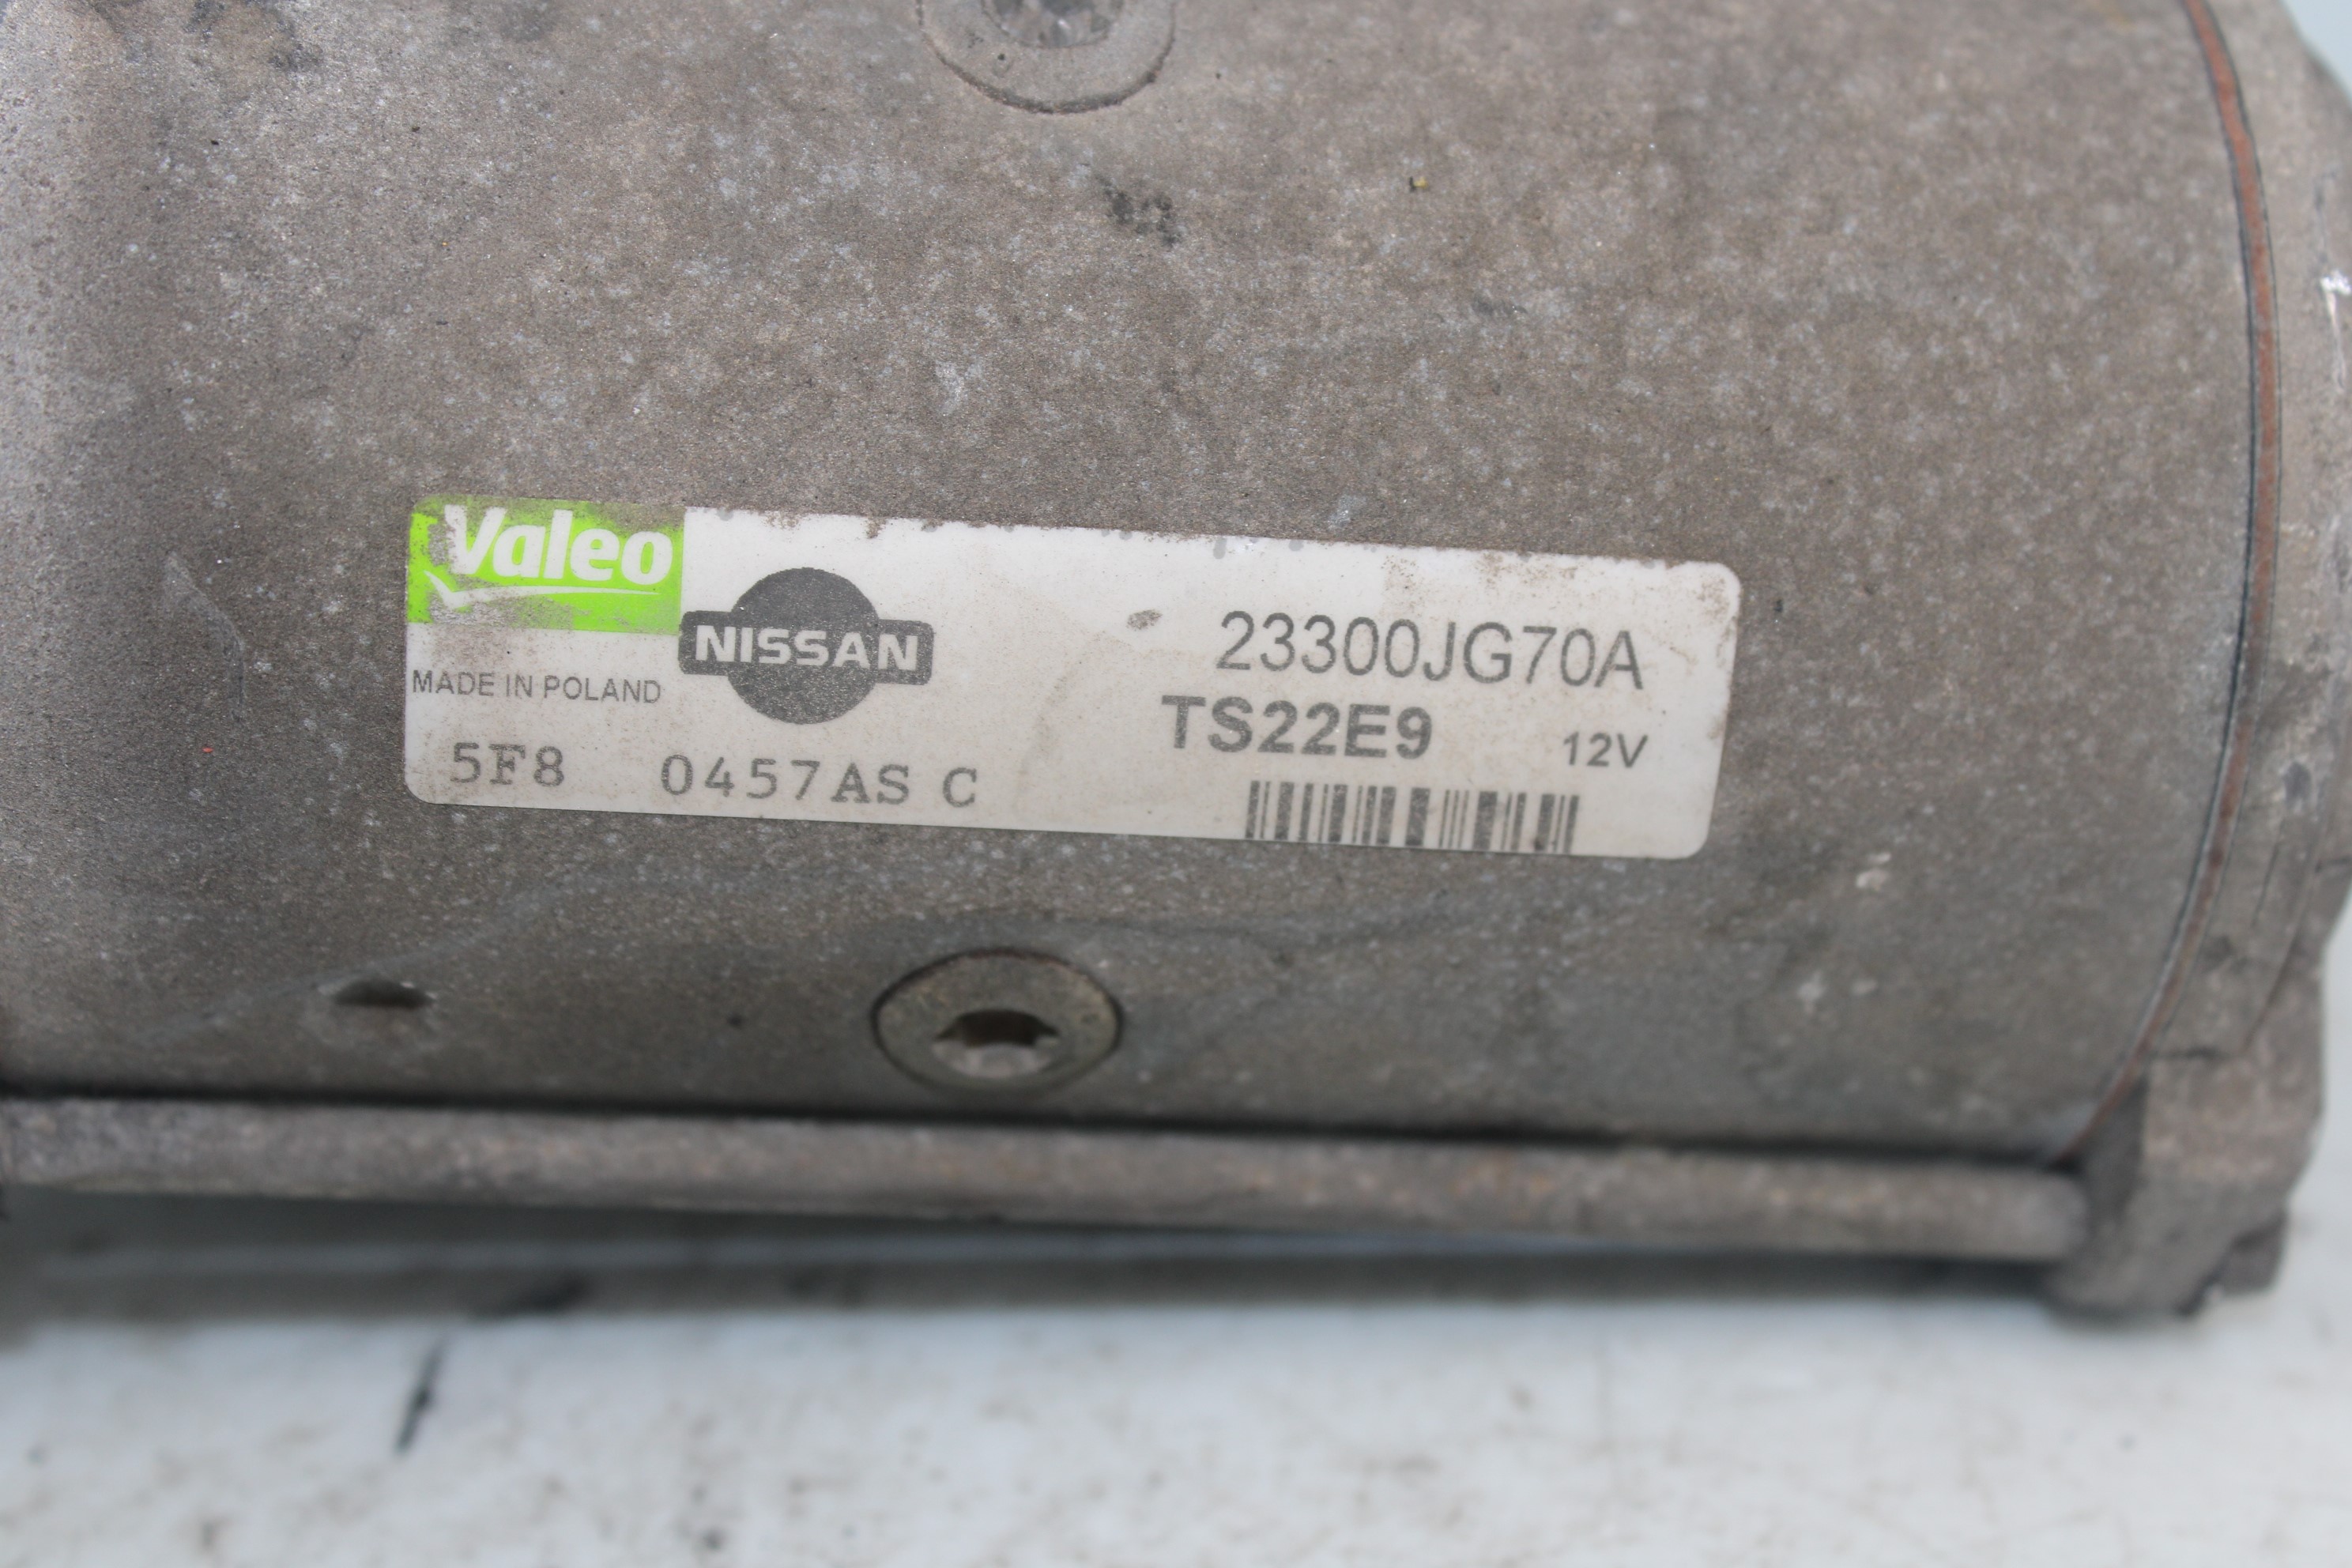 Valeo
NISSAN
MADE IN POLAND
23300JG70A
TS22E9 12V
5F8 0457AS C